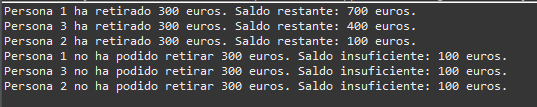 Persona 1 ha retirado 300 euros. Saldo restante: 700 euros.
Persona 3 ha retirado 300 euros. Saldo restante: 400 euros.
Persona 2 ha retirado 300 euros. Saldo restante: 100 euros.
Persona 1 no ha podido retirar 300 euros. Saldo insuficiente: 100 euros.
Persona 3 no ha podido retirar 300 euros. Saldo insuficiente: 100 euros.
Persona 2 no ha podido retirar 300 euros. Saldo insuficiente: 100 euros.